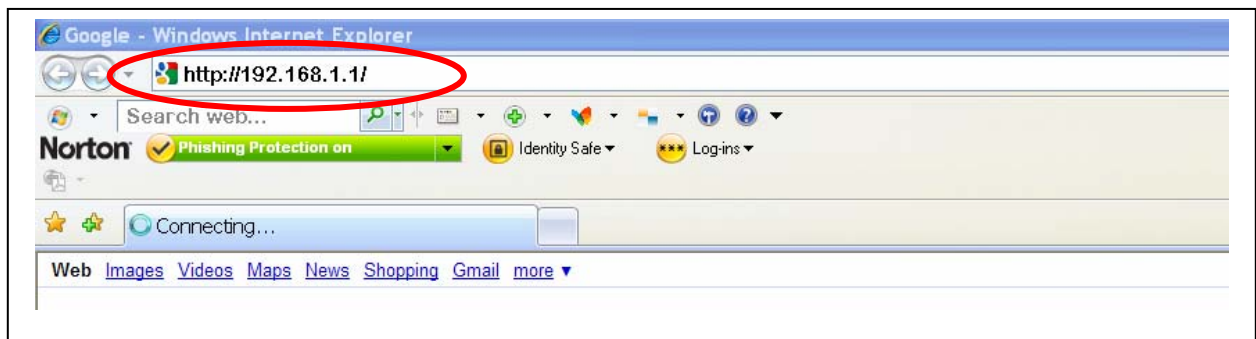 Google - Windows Internet Explorer
http://192.168.1.1/
Search web...
Norton Phishing Protection on Identity Safe Log-ins
Connecting...
Web Images Videos Maps News Shopping Gmail more